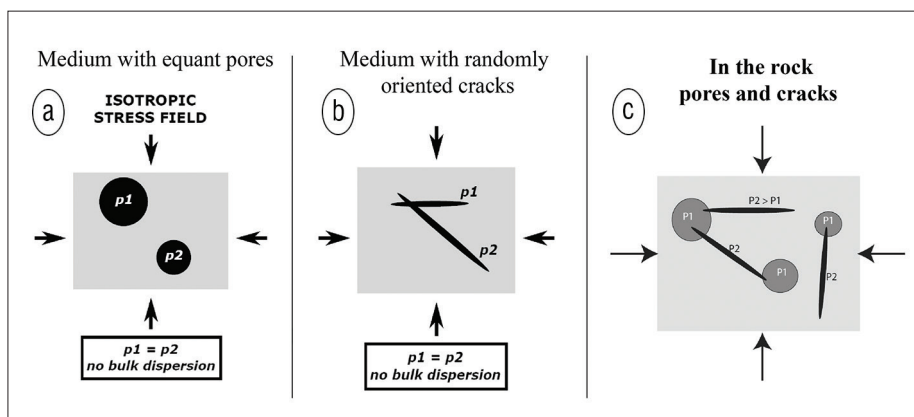 Medium with equant pores
a
ISOTROPIC
STRESS FIELD
p1
p2
p1 = p2
no bulk dispersion
Medium with randomly
oriented cracks
b
p1
p2
p1 = p2
no bulk dispersion
In the rock
pores and cracks
c
P1
P2 > P1
P1
P2
P1
P2